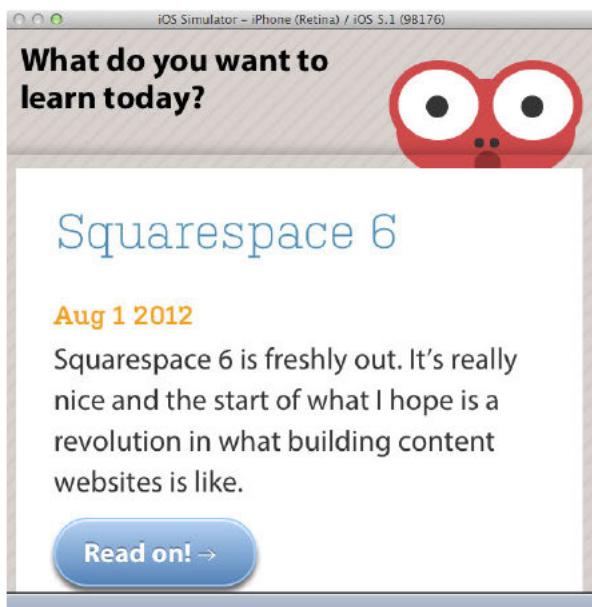 iOS Simulator – iPhone (Retina) / iOS 5.1 (9B176)
What do you want to
learn today?
Squarespace 6
Aug 1 2012
Squarespace 6 is freshly out. It's really
nice and the start of what I hope is a
revolution in what building content
websites is like.
Read on! →